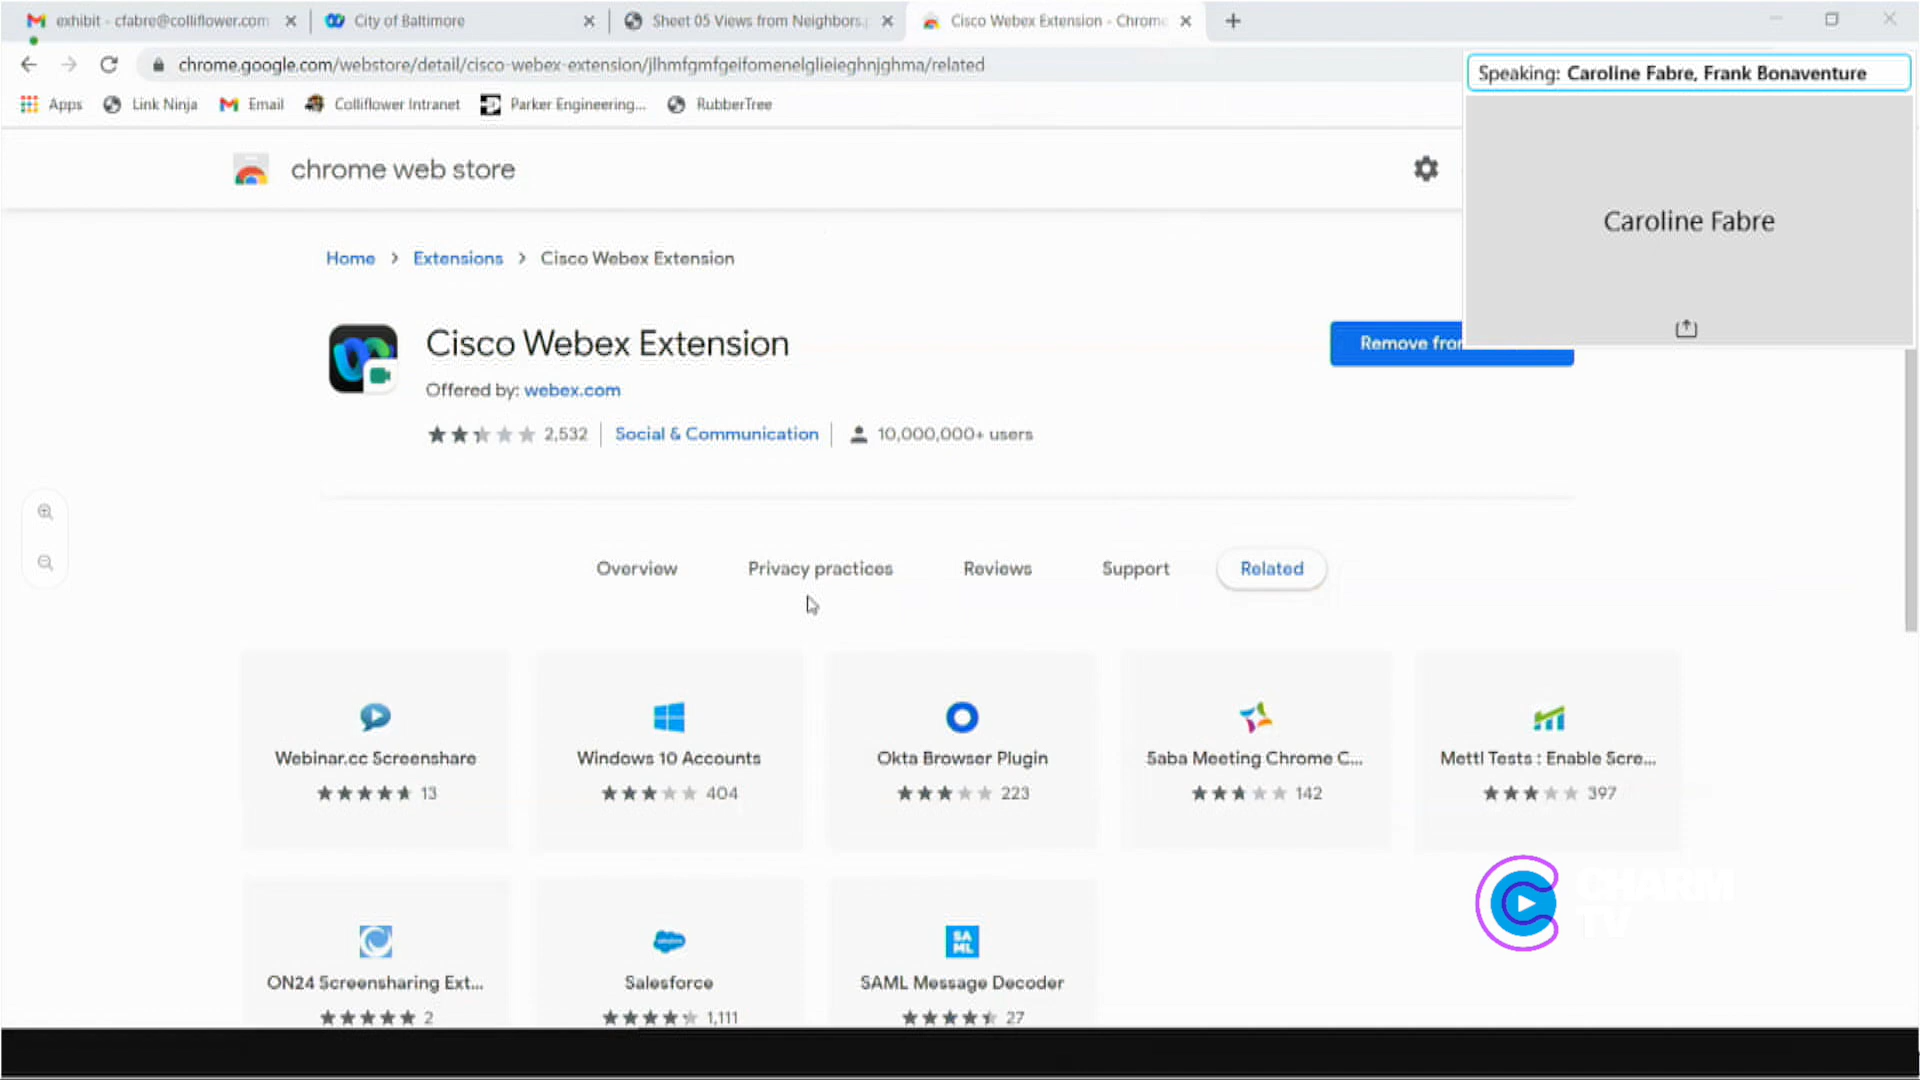 exhibit - cfabre@colliflower.com
City of Baltimore
Sheet 05 Views from Neighbors.p
Cisco Webex Extension - Chrome
chrome.google.com/webstore/detail/cisco-webex-extension/jlhmfgmfgeifomenelglieieghnjghma/related
Apps
Link Ninja
Email
Colliflower Intranet
Parker Engineering...
RubberTree
Speaking: Caroline Fabre, Frank Bonaventure
Caroline Fabre
chrome web store
Home > Extensions > Cisco Webex Extension
Cisco Webex Extension
Remove from
Offered by: webex.com
2,532
Social & Communication
10,000,000+ users
Overview
Privacy practices
Reviews
Support
Related
Webinar.cc Screenshare
13
Windows 10 Accounts
404
Okta Browser Plugin
223
Saba Meeting Chrome C...
142
Mettl Tests : Enable Scre...
397
CHARM
TV
ON24 Screensharing Ext...
2
Salesforce
1,111
SA
ML
SAML Message Decoder
27